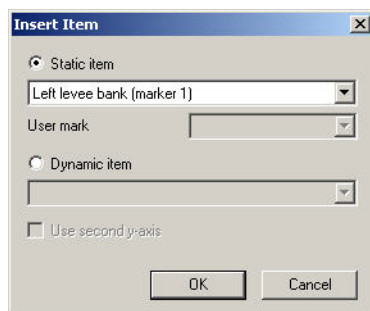 Insert Item
Static item
Left levee bank (marker 1)
User mark
Dynamic item
Use second y-axis
OK
Cancel